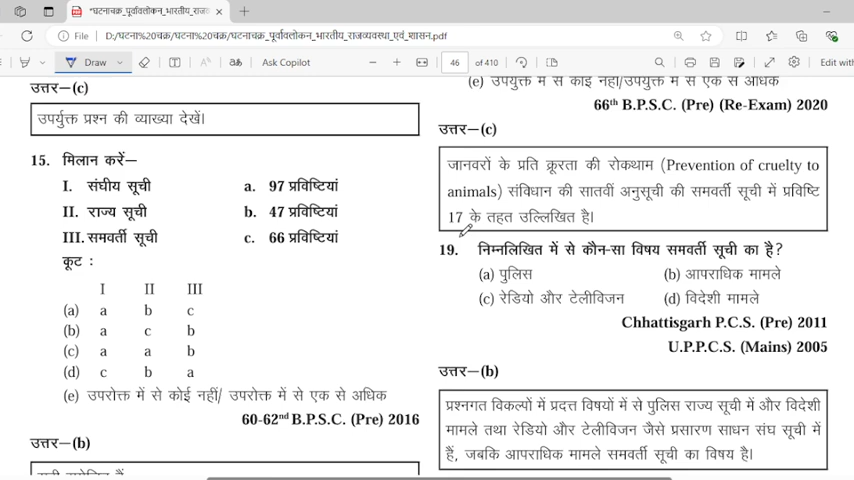 "घटनाचक्र_पूर्वावलोकन_भारतीय_राजव
File
D:/घटना%20चक्र/घटना%20चक्र/घटनाचक्र_पूर्वावलोकन_भारतीय_राजव्यवस्था_एवं_शासन.pdf
Draw
Ask Copilot
46 of 410
Edit with
उत्तर–(c)
उपर्युक्त प्रश्न की व्याख्या देखें।
15. मिलान करें–
I. संघीय सूची a. 97 प्रविष्टियां
II. राज्य सूची b. 47 प्रविष्टियां
III. समवर्ती सूची c. 66 प्रविष्टियां
कूट :
I II III
(a) a b c
(b) a c b
(c) a a b
(d) c b a
(e) उपरोक्त में से कोई नहीं/ उपरोक्त में से एक से अधिक
60-62nd B.P.S.C. (Pre) 2016
उत्तर–(b)
(e) उपर्युक्त में से कोई नहीं/उपर्युक्त में से एक से अधिक
66th B.P.S.C. (Pre) (Re-Exam) 2020
उत्तर–(c)
जानवरों के प्रति क्रूरता की रोकथाम (Prevention of cruelty to
animals) संविधान की सातवीं अनुसूची की समवर्ती सूची में प्रविष्टि
17 के तहत उल्लिखित है।
19. निम्नलिखित में से कौन-सा विषय समवर्ती सूची का है?
(a) पुलिस (b) आपराधिक मामले
(c) रेडियो और टेलीविजन (d) विदेशी मामले
Chhattisgarh P.C.S. (Pre) 2011
U.P.P.C.S. (Mains) 2005
उत्तर–(b)
प्रश्नगत विकल्पों में प्रदत्त विषयों में से पुलिस राज्य सूची में और विदेशी
मामले तथा रेडियो और टेलीविजन जैसे प्रसारण साधन संघ सूची में
हैं, जबकि आपराधिक मामले समवर्ती सूची का विषय है।